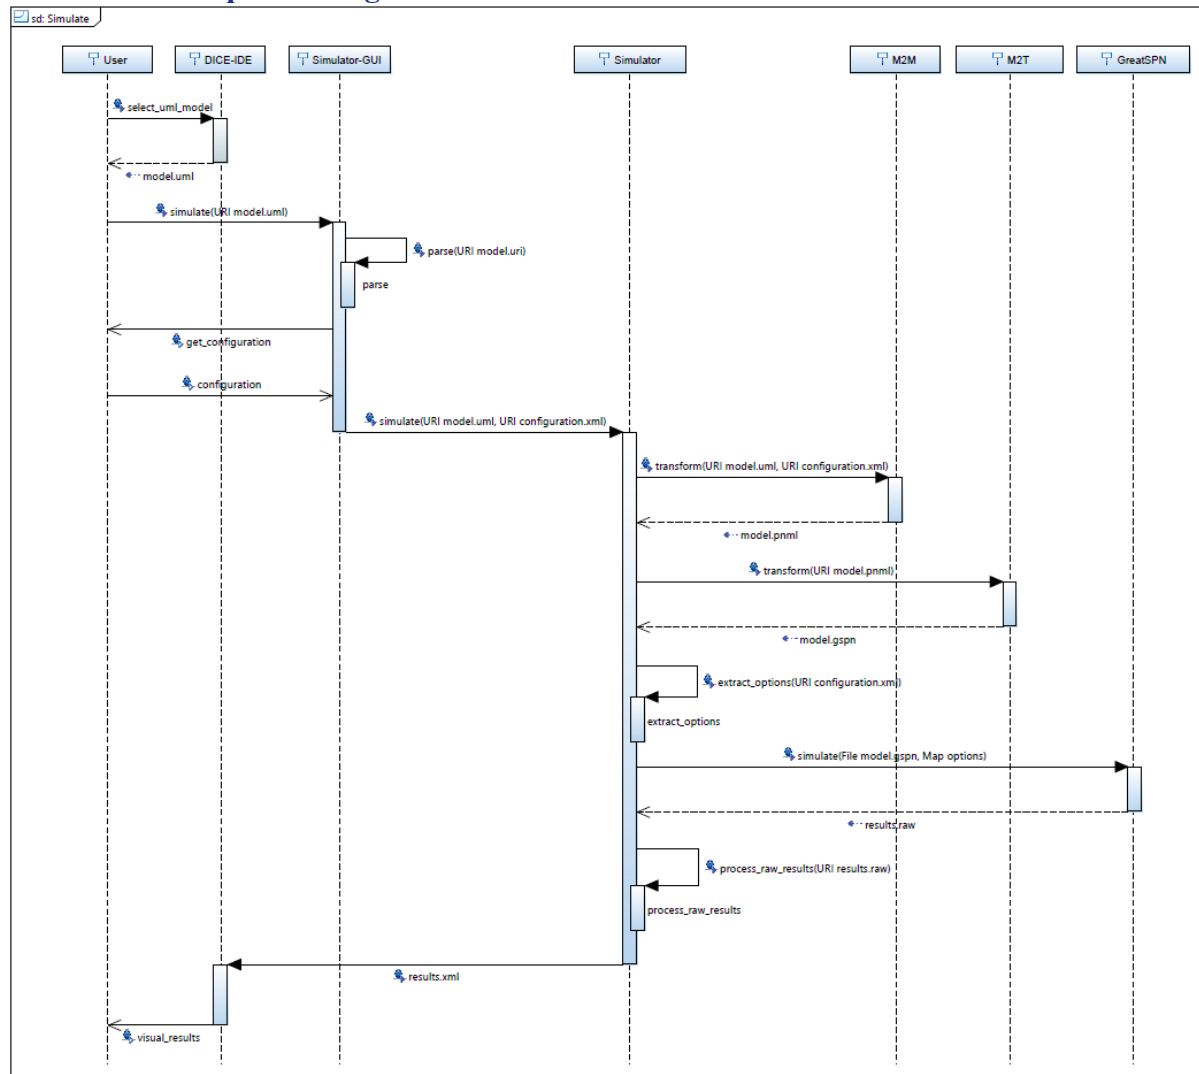 sd: Simulate
User
DICE-IDE
Simulator-GUI
Simulator
M2M
M2T
GreatSPN
select_uml_model
model.uml
simulate(URI model.uml)
parse(URI model.uri)
parse
get_configuration
configuration
simulate(URI model.uml, URI configuration.xml)
transform(URI model.uml, URI configuration.xml)
model.pnml
transform(URI model.pnml)
model.gspn
extract_options(URI configuration.xml)
extract_options
simulate(File model.gspn, Map options)
results.raw
process_raw_results(URI results.raw)
process_raw_results
results.xml
visual_results